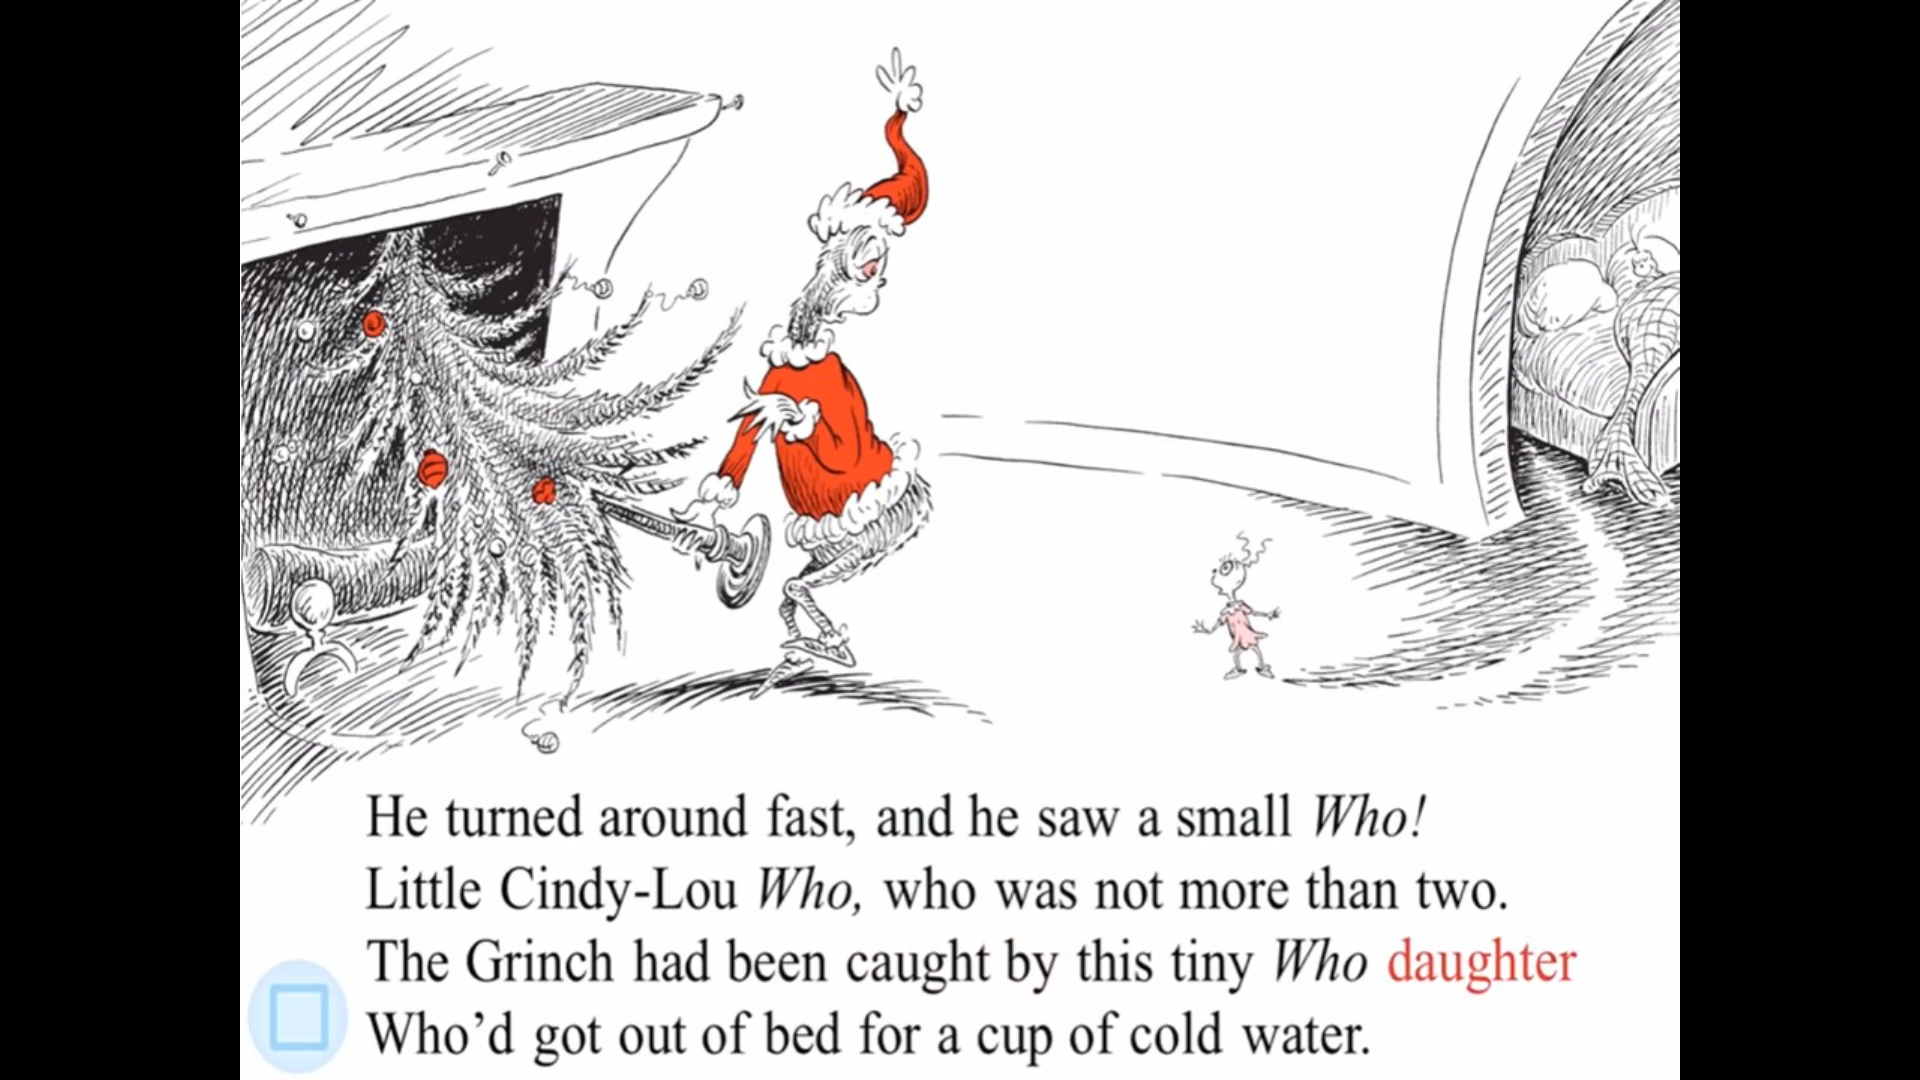 He turned around fast, and he saw a small Who!
Little Cindy-Lou Who, who was not more than two.
The Grinch had been caught by this tiny Who daughter
Who’d got out of bed for a cup of cold water.